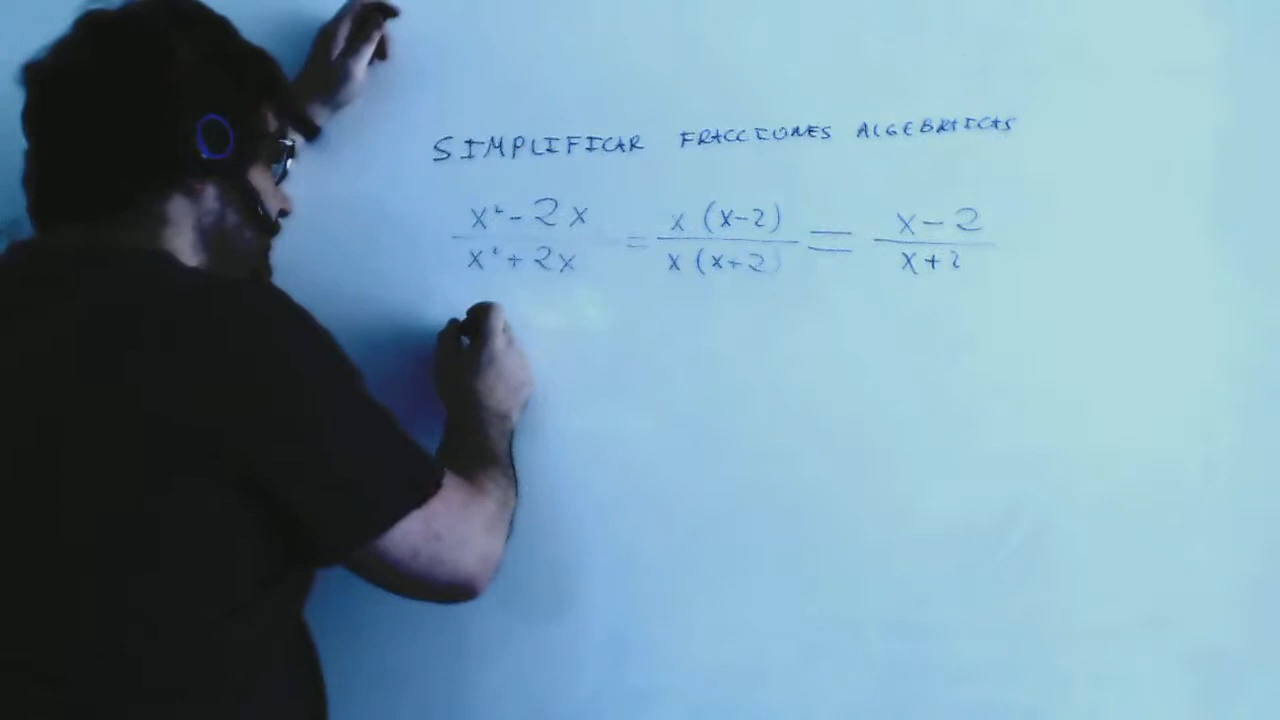 SIMPLIFICAR FRACCIONES ALGEBRAICAS
x² - 2x / x² + 2x = x (x-2) / x (x+2) = x - 2 / x + 2